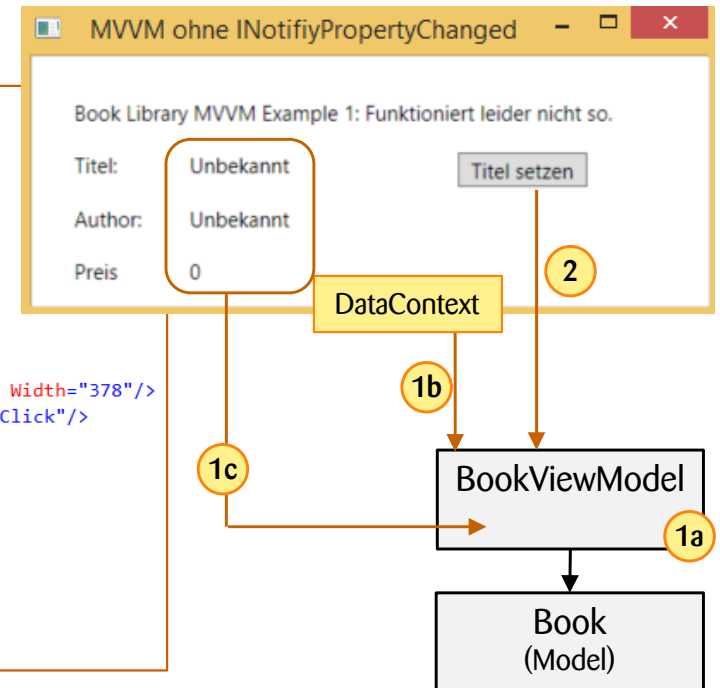 MVVM ohne INotifiyPropertyChanged
Book Library MVVM Example 1: Funktioniert leider nicht so.
Titel: Unbekannt Titel setzen
Author: Unbekannt
Preis 0 2
DataContext
Width="378"/>
Click"/>
1b
1c
BookViewModel
1a
Book
(Model)